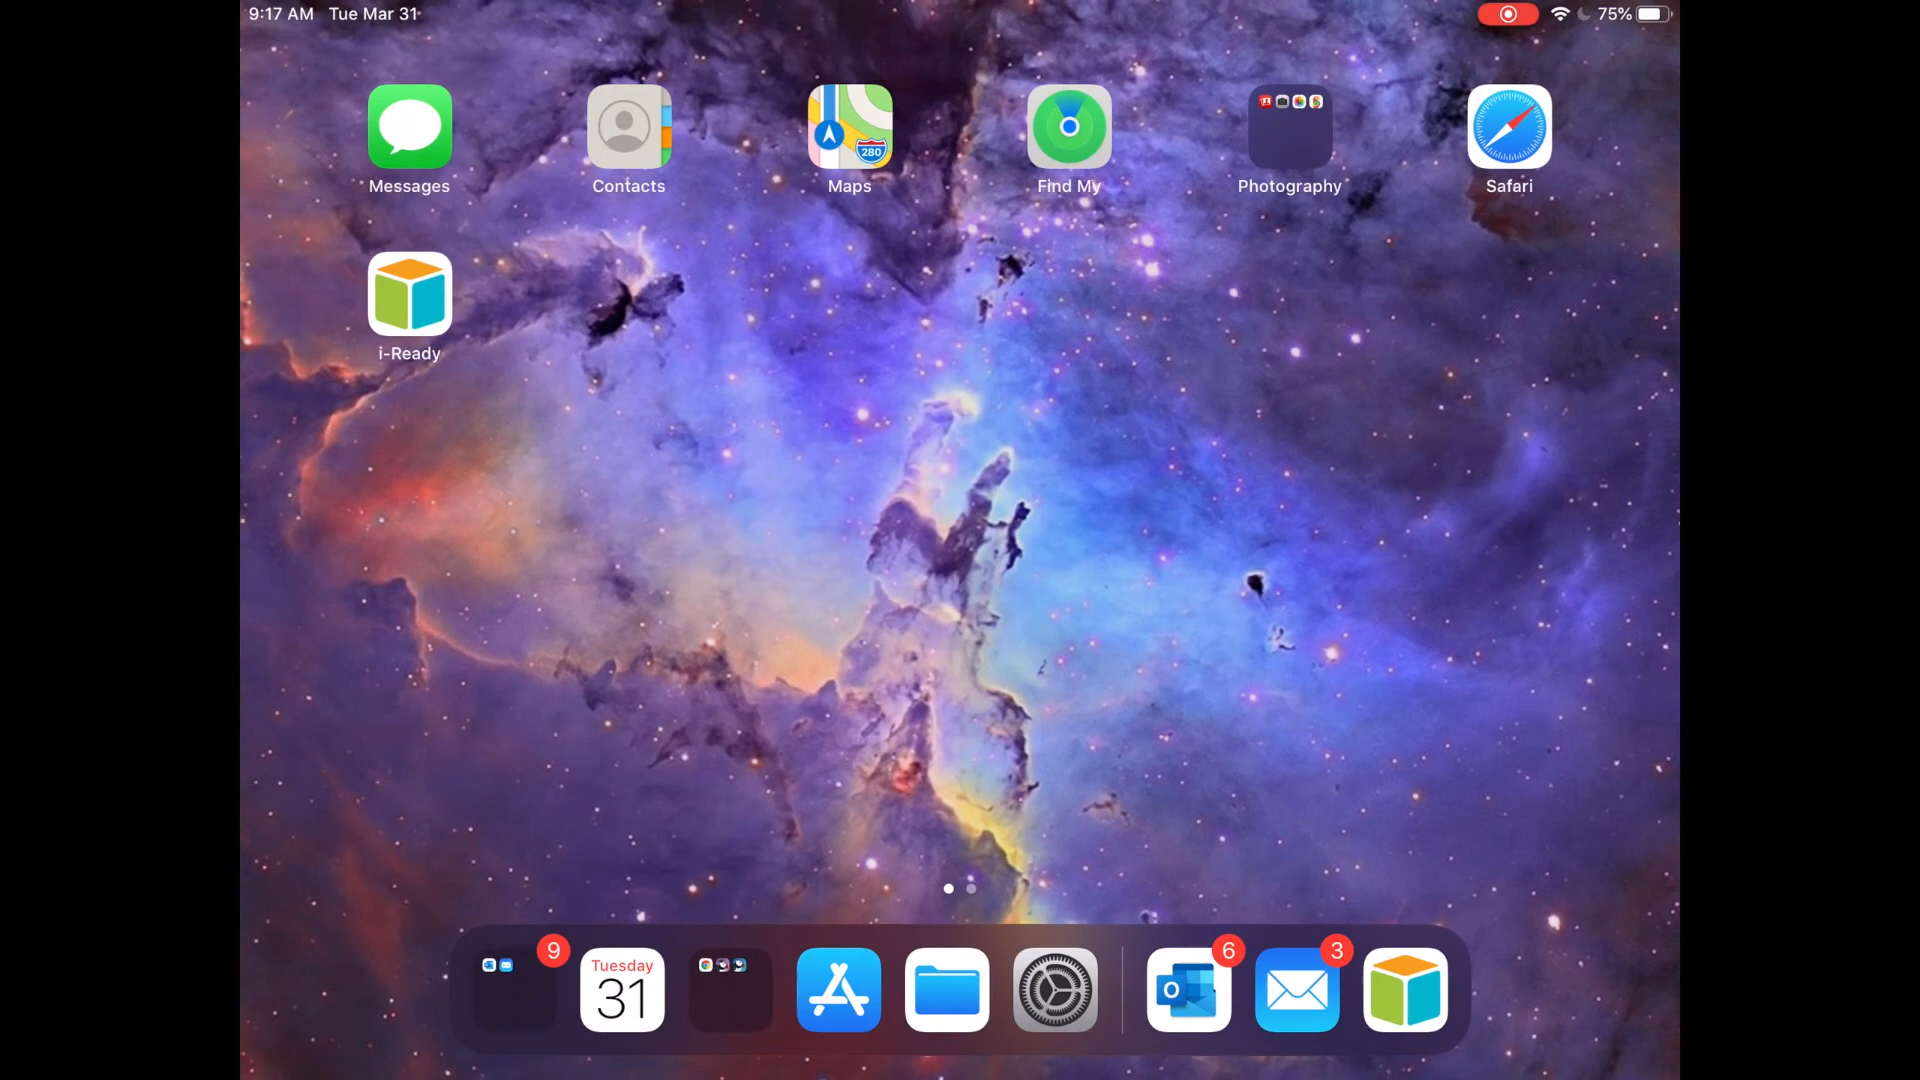 9:17 AM Tue Mar 31
75%
Messages
Contacts
Maps
280
Find My
Photography
Safari
i-Ready
9
Tuesday
31
O
6
3